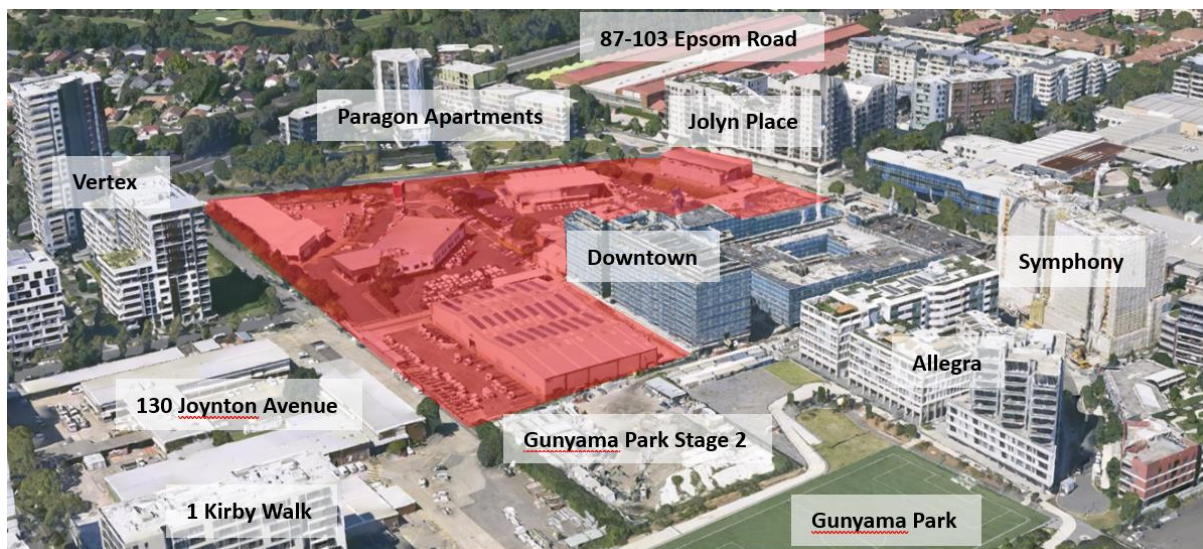 87-103 Epsom Road
Paragon Apartments
Jolyn Place
Vertex
Downtown
Symphony
Allegra
130 Joynton Avenue
Gunyama Park Stage 2
1 Kirby Walk
Gunyama Park